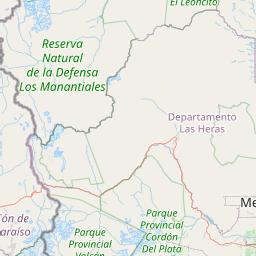 El Leoncito
Reserva
Natural
de la Defensa
Los Manantiales
Departamento
Las Heras
Me
ión de
araíso
Parque
Provincial
Cordón
Del Plata
Parque
Provincial
Volcán